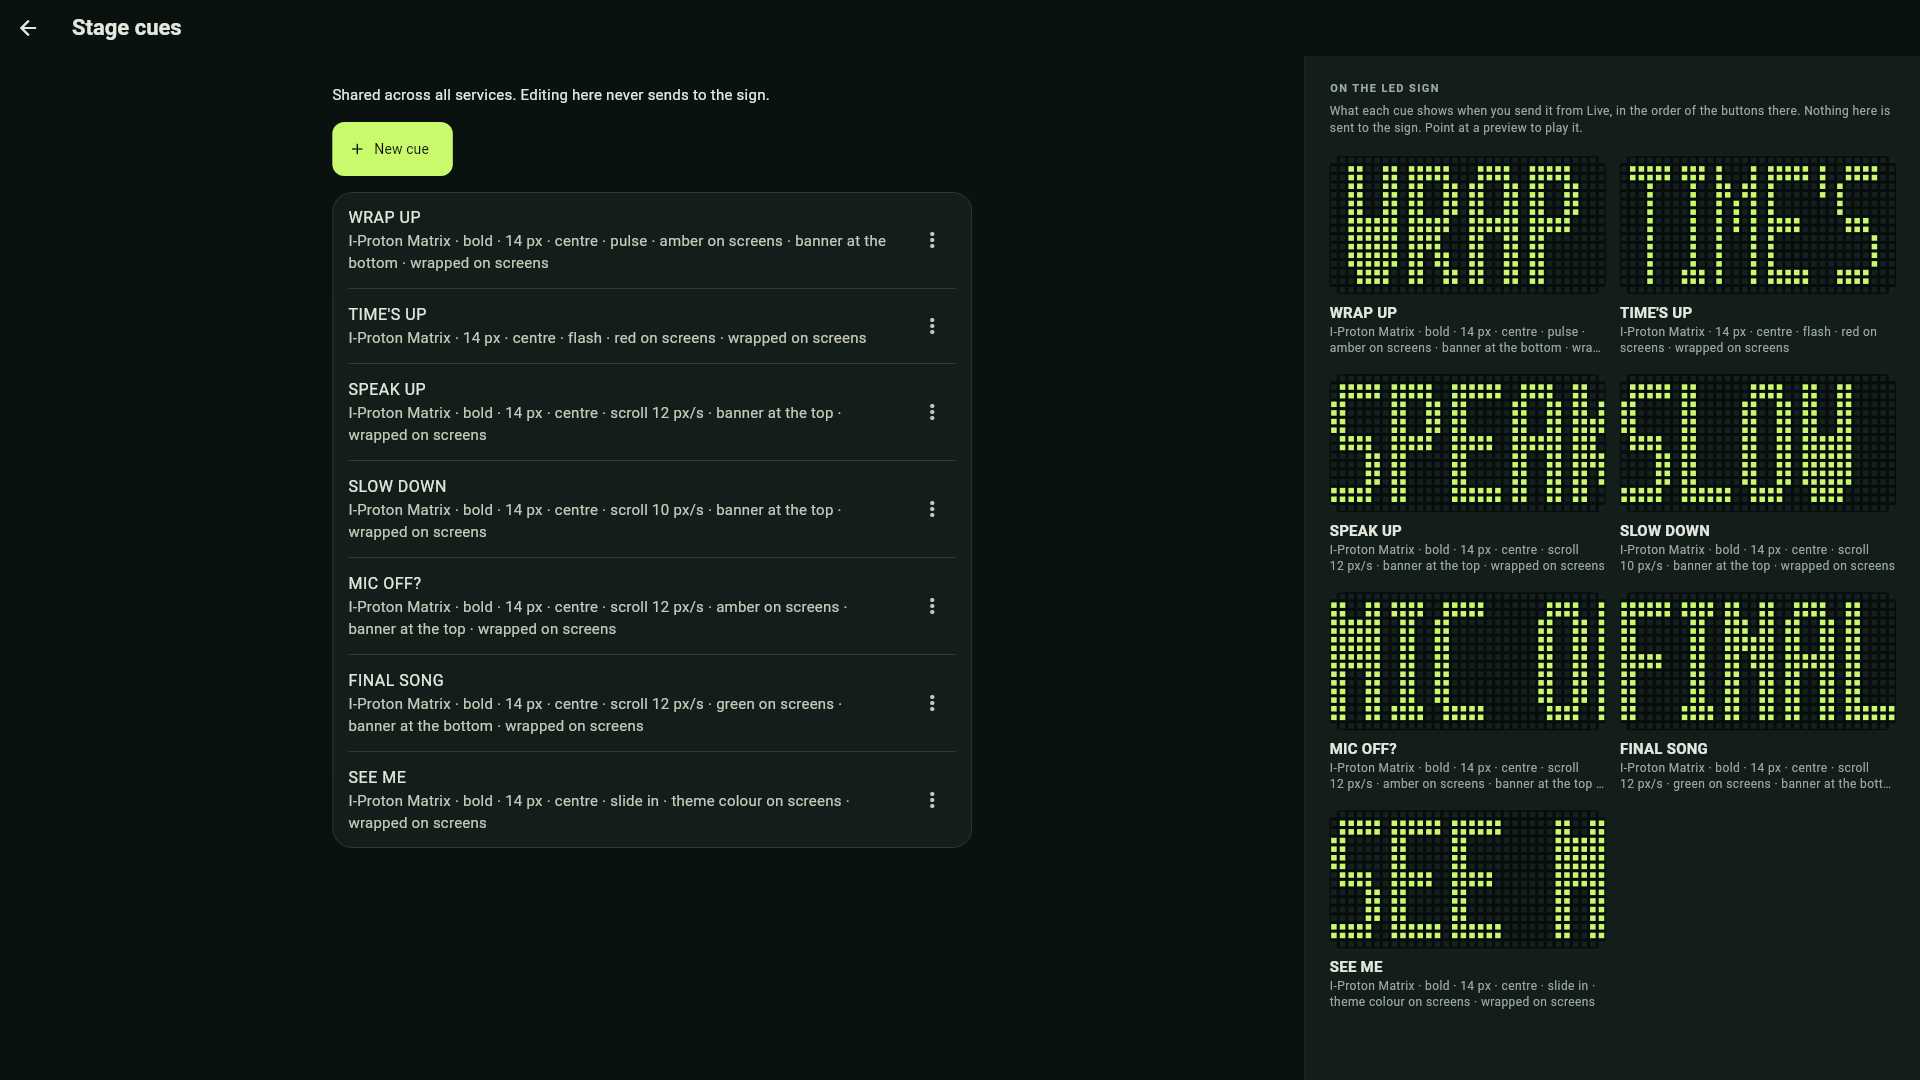 Stage cues
Shared across all services. Editing here never sends to the sign.
New cue
WRAP UP
I-Proton Matrix · bold · 14 px · centre · pulse · amber on screens · banner at the
bottom · wrapped on screens
TIME'S UP
I-Proton Matrix · 14 px · centre · flash · red on screens · wrapped on screens
SPEAK UP
I-Proton Matrix · bold · 14 px · centre · scroll 12 px/s · banner at the top ·
wrapped on screens
SLOW DOWN
I-Proton Matrix · bold · 14 px · centre · scroll 10 px/s · banner at the top ·
wrapped on screens
MIC OFF?
I-Proton Matrix · bold · 14 px · centre · scroll 12 px/s · amber on screens ·
banner at the top · wrapped on screens
FINAL SONG
I-Proton Matrix · bold · 14 px · centre · scroll 12 px/s · green on screens ·
banner at the bottom · wrapped on screens
SEE ME
I-Proton Matrix · bold · 14 px · centre · slide in · theme colour on screens ·
wrapped on screens
ON THE LED SIGN
What each cue shows when you send it from Live, in the order of the buttons there. Nothing here is
sent to the sign. Point at a preview to play it.
WRAP
WRAP UP
I-Proton Matrix · bold · 14 px · centre · pulse ·
amber on screens · banner at the bottom · wra…
TIME'S
TIME'S UP
I-Proton Matrix · 14 px · centre · flash · red on
screens · wrapped on screens
SPEAK
SPEAK UP
I-Proton Matrix · bold · 14 px · centre · scroll
12 px/s · banner at the top · wrapped on screens
SLOW
SLOW DOWN
I-Proton Matrix · bold · 14 px · centre · scroll
10 px/s · banner at the top · wrapped on screens
MIC O
MIC OFF?
I-Proton Matrix · bold · 14 px · centre · scroll
12 px/s · amber on screens · banner at the top …
FINAL
FINAL SONG
I-Proton Matrix · bold · 14 px · centre · scroll
12 px/s · green on screens · banner at the bott…
SEE M
SEE ME
I-Proton Matrix · bold · 14 px · centre · slide in ·
theme colour on screens · wrapped on screens